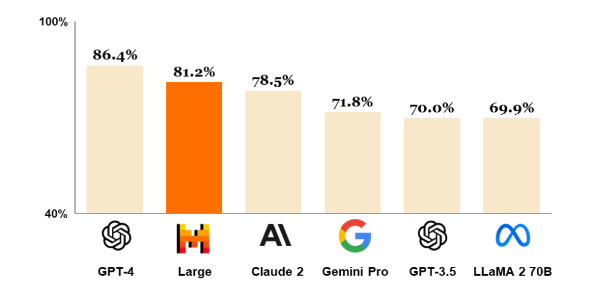 100%
86.4%
81.2%
78.5%
71.8%
70.0%
69.9%
40%
GPT-4
Large
Claude 2
Gemini Pro
GPT-3.5
LLaMA 2 70B